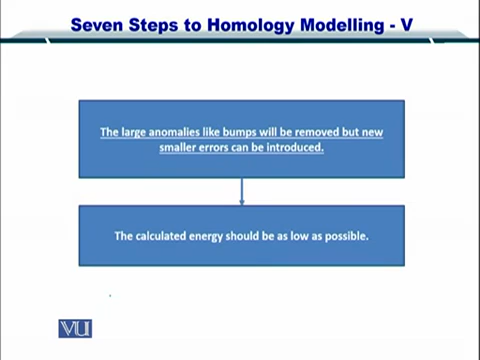 Seven Steps to Homology Modelling - V
The large anomalies like bumps will be removed but new
smaller errors can be introduced.
The calculated energy should be as low as possible.
VU